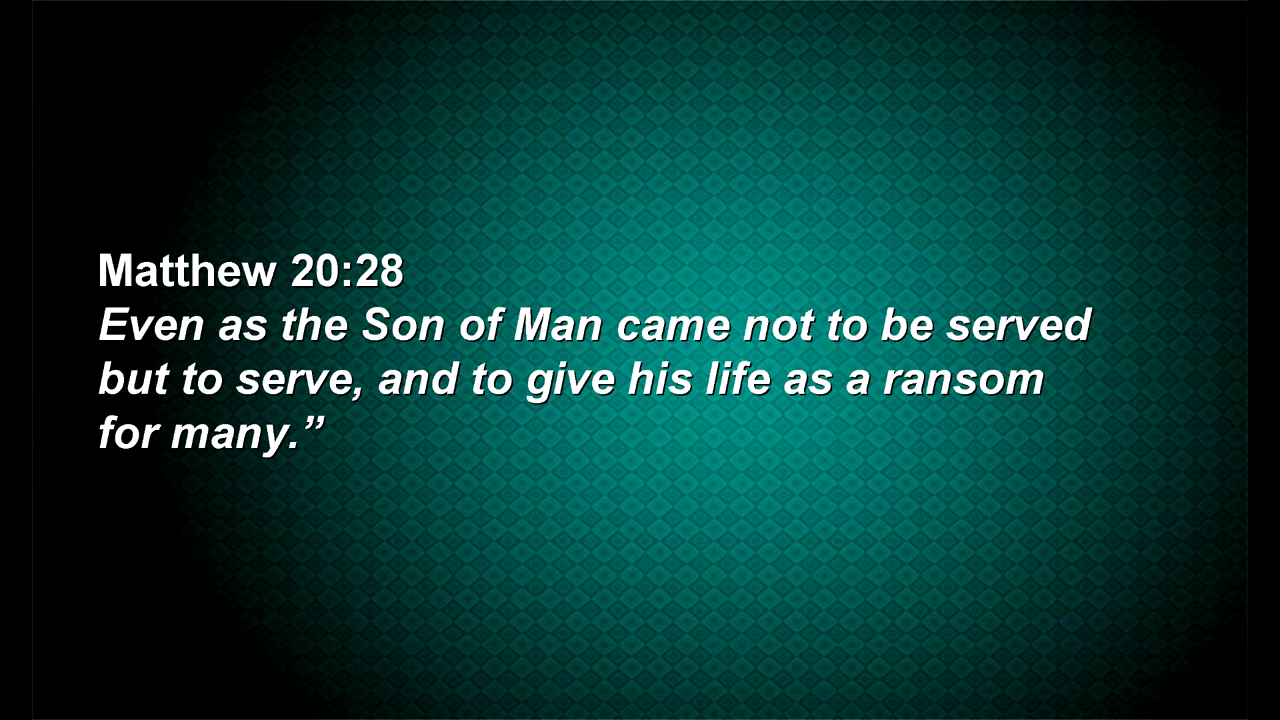 Matthew 20:28
Even as the Son of Man came not to be served
but to serve, and to give his life as a ransom
for many.”